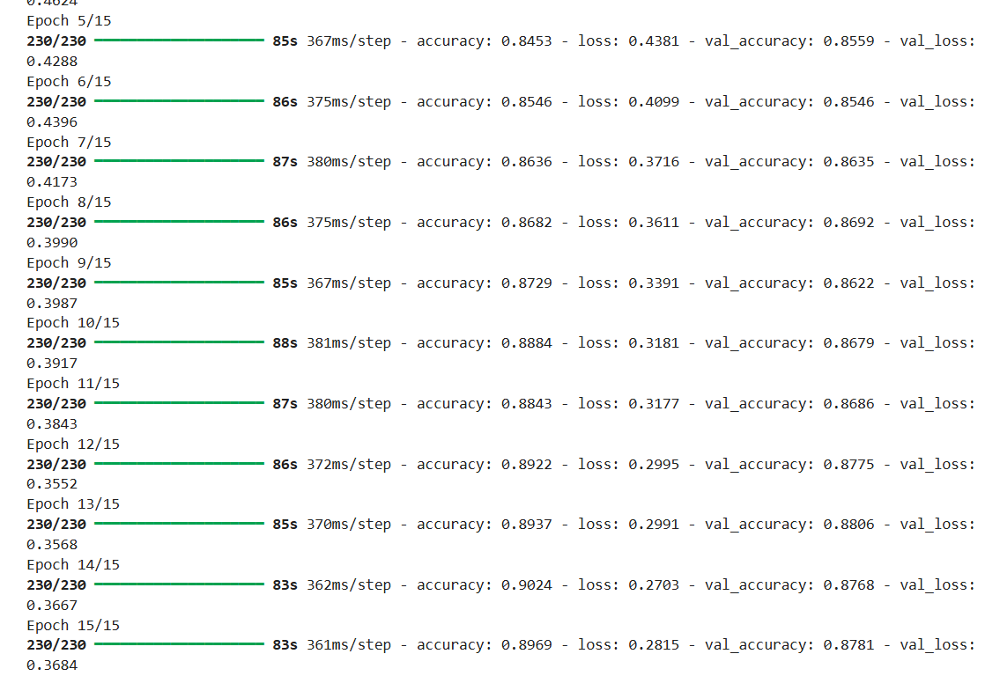 0.4624
Epoch 5/15
230/230 85s 367ms/step - accuracy: 0.8453 - loss: 0.4381 - val_accuracy: 0.8559 - val_loss:
0.4288
Epoch 6/15
230/230 86s 375ms/step - accuracy: 0.8546 - loss: 0.4099 - val_accuracy: 0.8546 - val_loss:
0.4396
Epoch 7/15
230/230 87s 380ms/step - accuracy: 0.8636 - loss: 0.3716 - val_accuracy: 0.8635 - val_loss:
0.4173
Epoch 8/15
230/230 86s 375ms/step - accuracy: 0.8682 - loss: 0.3611 - val_accuracy: 0.8692 - val_loss:
0.3990
Epoch 9/15
230/230 85s 367ms/step - accuracy: 0.8729 - loss: 0.3391 - val_accuracy: 0.8622 - val_loss:
0.3987
Epoch 10/15
230/230 88s 381ms/step - accuracy: 0.8884 - loss: 0.3181 - val_accuracy: 0.8679 - val_loss:
0.3917
Epoch 11/15
230/230 87s 380ms/step - accuracy: 0.8843 - loss: 0.3177 - val_accuracy: 0.8686 - val_loss:
0.3843
Epoch 12/15
230/230 86s 372ms/step - accuracy: 0.8922 - loss: 0.2995 - val_accuracy: 0.8775 - val_loss:
0.3552
Epoch 13/15
230/230 85s 370ms/step - accuracy: 0.8937 - loss: 0.2991 - val_accuracy: 0.8806 - val_loss:
0.3568
Epoch 14/15
230/230 83s 362ms/step - accuracy: 0.9024 - loss: 0.2703 - val_accuracy: 0.8768 - val_loss:
0.3667
Epoch 15/15
230/230 83s 361ms/step - accuracy: 0.8969 - loss: 0.2815 - val_accuracy: 0.8781 - val_loss:
0.3684